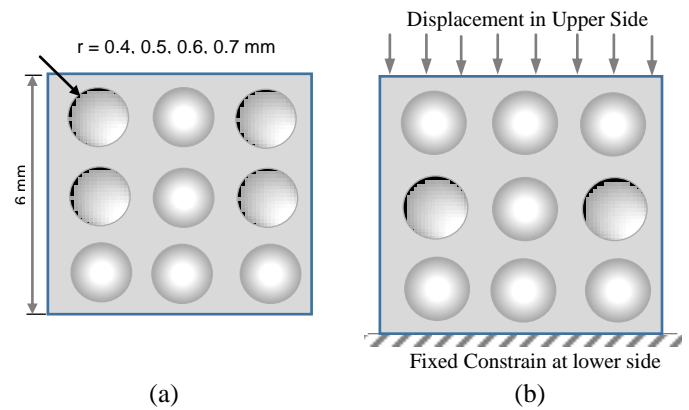 Displacement in Upper Side
r = 0.4, 0.5, 0.6, 0.7 mm
6 mm
Fixed Constrain at lower side
(a)
(b)